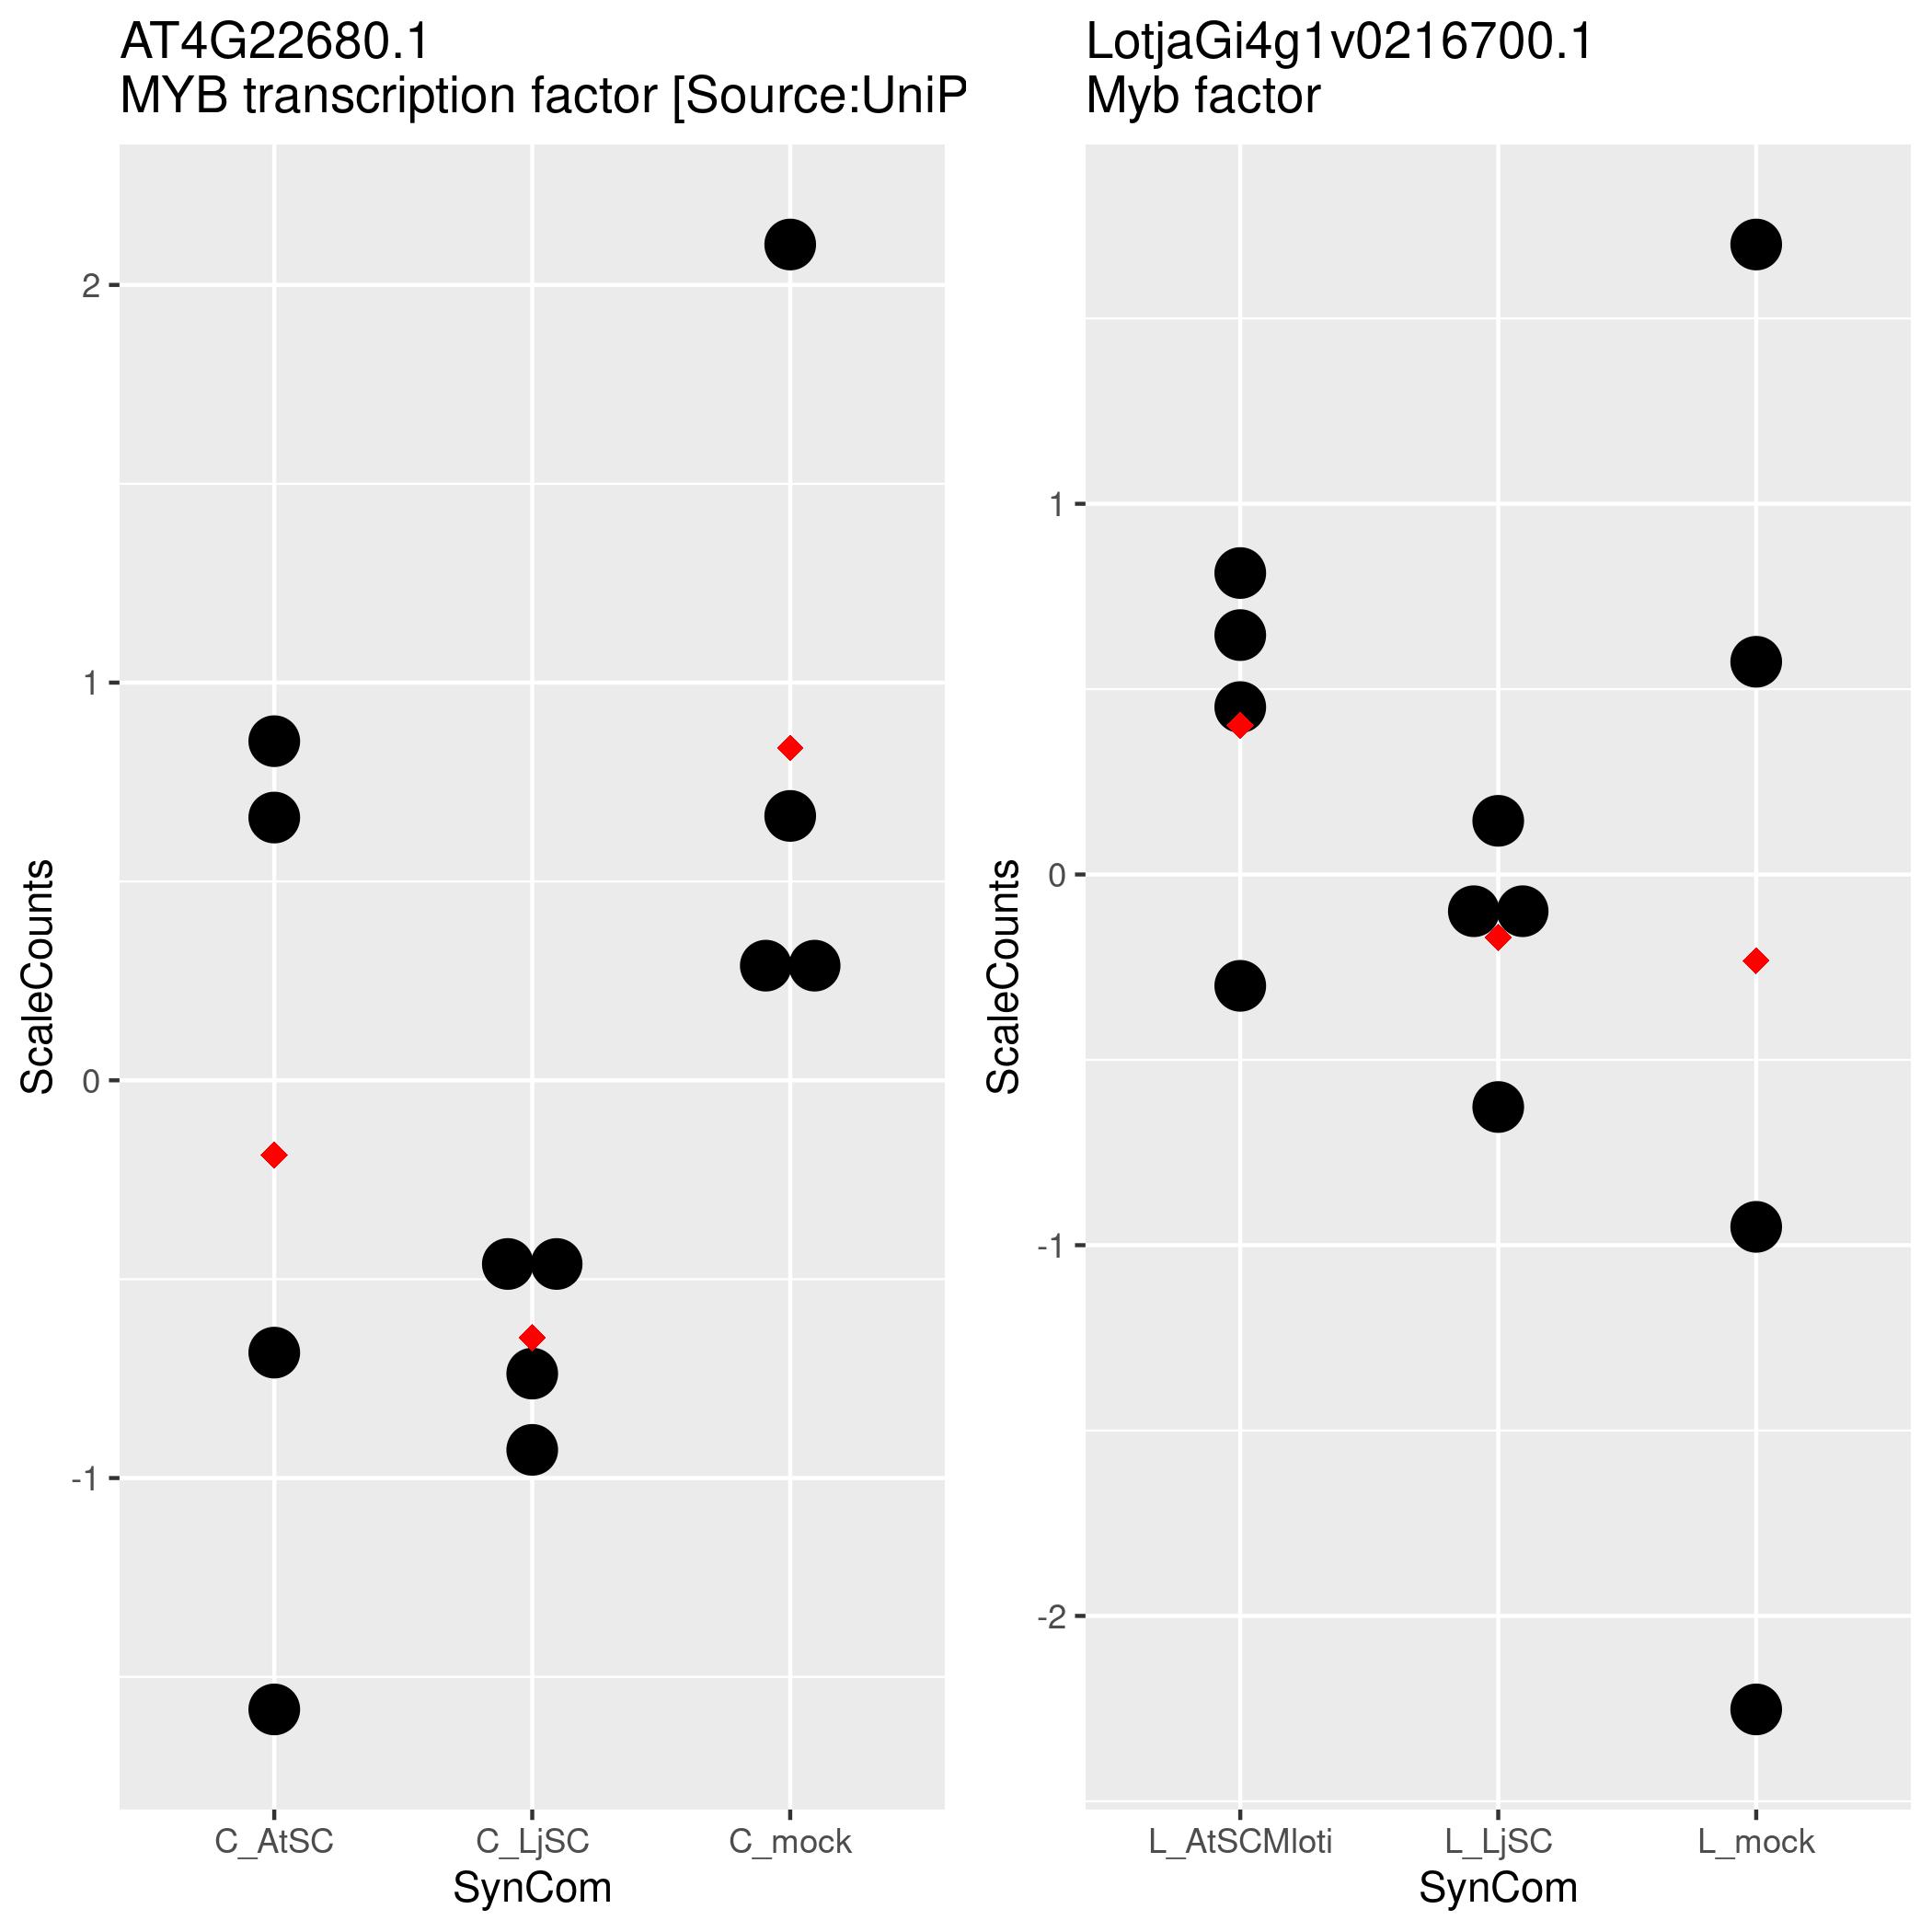 AT4G22680.1
MYB transcription factor [Source:UniP
ScaleCounts
2
1
0
-1
C_AtSC
C_LjSC
C_mock
SynCom
LotjaGi4g1v0216700.1
Myb factor
ScaleCounts
1
0
-1
-2
L_AtSCMloti
L_LjSC
L_mock
SynCom